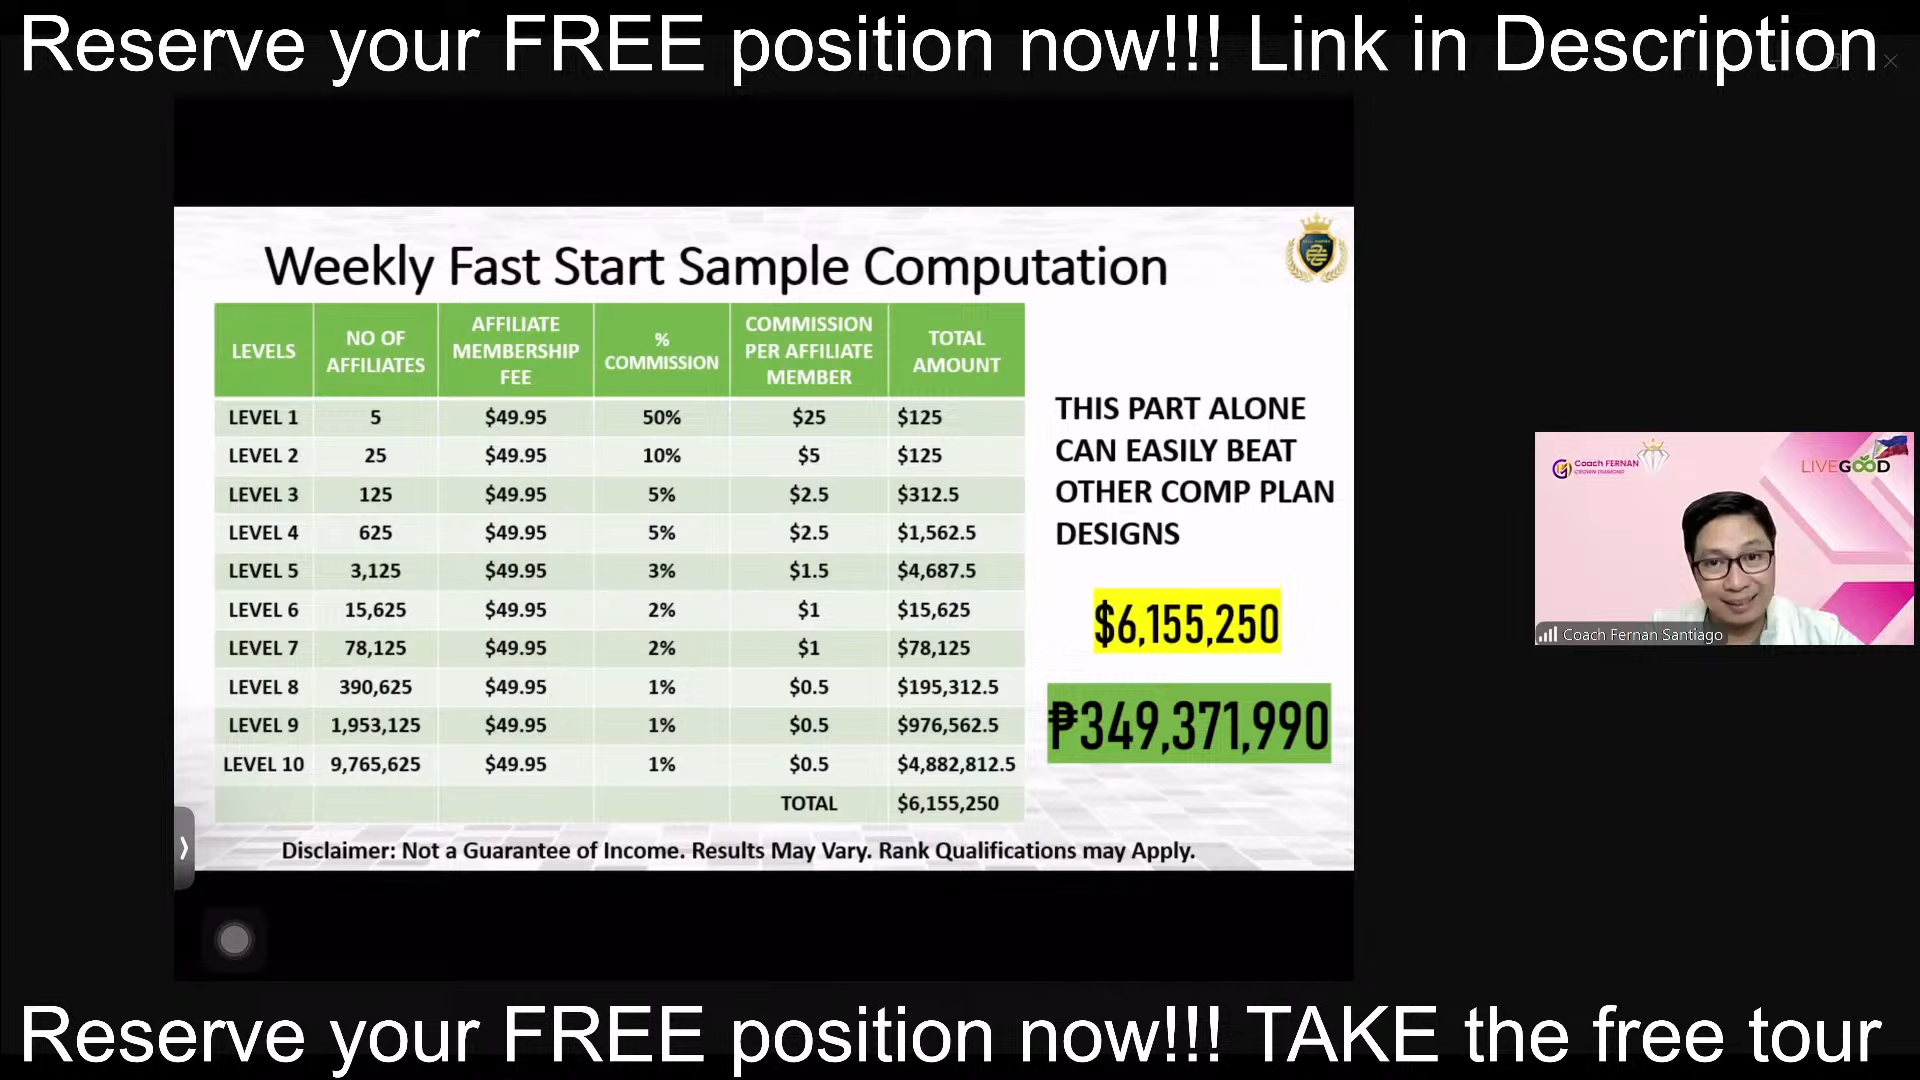 Reserve your FREE position now!!! Link in Description
Weekly Fast Start Sample Computation
LEVELS NO OF AFFILIATES AFFILIATE MEMBERSHIP FEE % COMMISSION COMMISSION PER AFFILIATE MEMBER TOTAL AMOUNT
LEVEL 1 5 $49.95 50% $25 $125
LEVEL 2 25 $49.95 10% $5 $125
LEVEL 3 125 $49.95 5% $2.5 $312.5
LEVEL 4 625 $49.95 5% $2.5 $1,562.5
LEVEL 5 3,125 $49.95 3% $1.5 $4,687.5
LEVEL 6 15,625 $49.95 2% $1 $15,625
LEVEL 7 78,125 $49.95 2% $1 $78,125
LEVEL 8 390,625 $49.95 1% $0.5 $195,312.5
LEVEL 9 1,953,125 $49.95 1% $0.5 $976,562.5
LEVEL 10 9,765,625 $49.95 1% $0.5 $4,882,812.5
TOTAL $6,155,250
THIS PART ALONE
CAN EASILY BEAT
OTHER COMP PLAN
DESIGNS
$6,155,250
₱349,371,990
Disclaimer: Not a Guarantee of Income. Results May Vary. Rank Qualifications may Apply.
Coach FERNAN
CROWN DIAMOND
LIVEGOOD
Coach Fernan Santiago
Reserve your FREE position now!!! TAKE the free tour